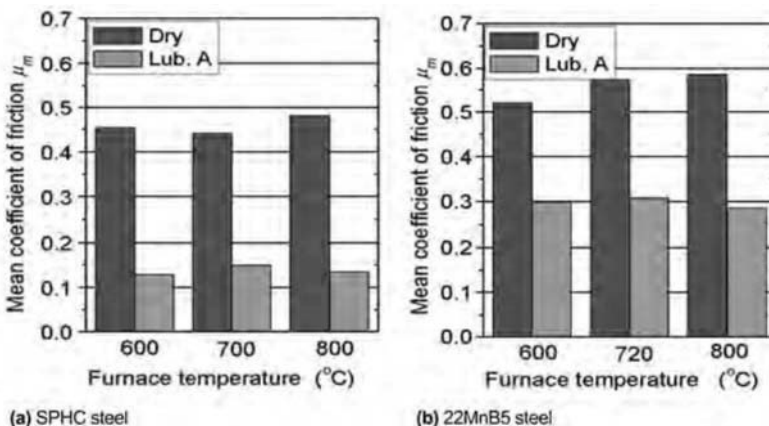 0.7
0.6
0.5
0.4
0.3
0.2
0.1
0.0
Mean coefficient of friction μm
Dry
Lub. A
600 700 800
Furnace temperature (°C)
(a) SPHC steel
0.7
0.6
0.5
0.4
0.3
0.2
0.1
0.0
Mean coefficient of friction μm
Dry
Lub. A
600 720 800
Furnace temperature (°C)
(b) 22MnB5 steel